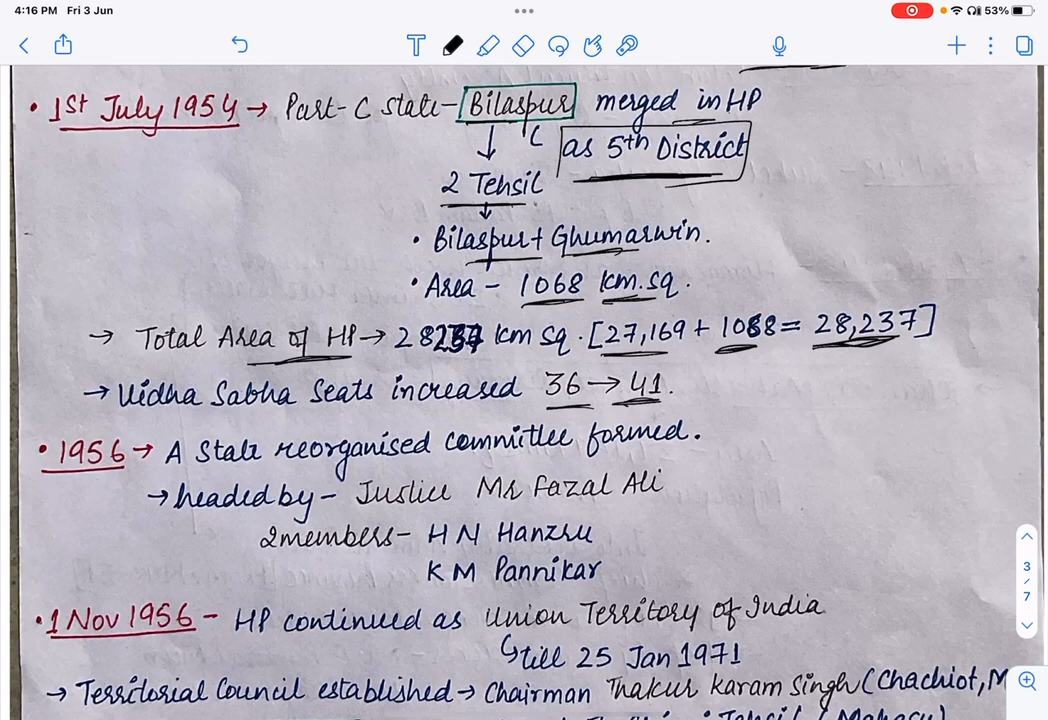 4:16 PM Fri 3 Jun
53%
• 1st July 1954 → Part-C state - Bilaspur merged in HP
as 5th District
2 Tehsil
• Bilaspur + Ghumarwin.
• Area - 1068 km.sq.
→ Total Area of HP → 28237 km sq. [27,169 + 1068 = 28,237]
→ Vidha Sabha Seats increased 36 → 41.
• 1956 → A State reorganised committee formed.
→ headed by - Justice Mr Fazal Ali
2 members - H N Hanzru
K M Pannikar
3
/
7
• 1 Nov 1956 - HP continued as Union Territory of India
↳ till 25 Jan 1971
→ Territorial Council established → Chairman Thakur Karam Singh (Chachiot, M